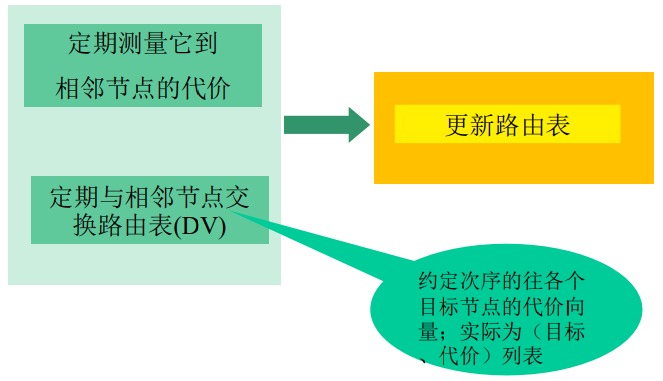 定期测量它到
相邻节点的代价
定期与相邻节点交
换路由表(DV)
更新路由表
约定次序的往各个
目标节点的代价向
量；实际为（目标
、代价）列表